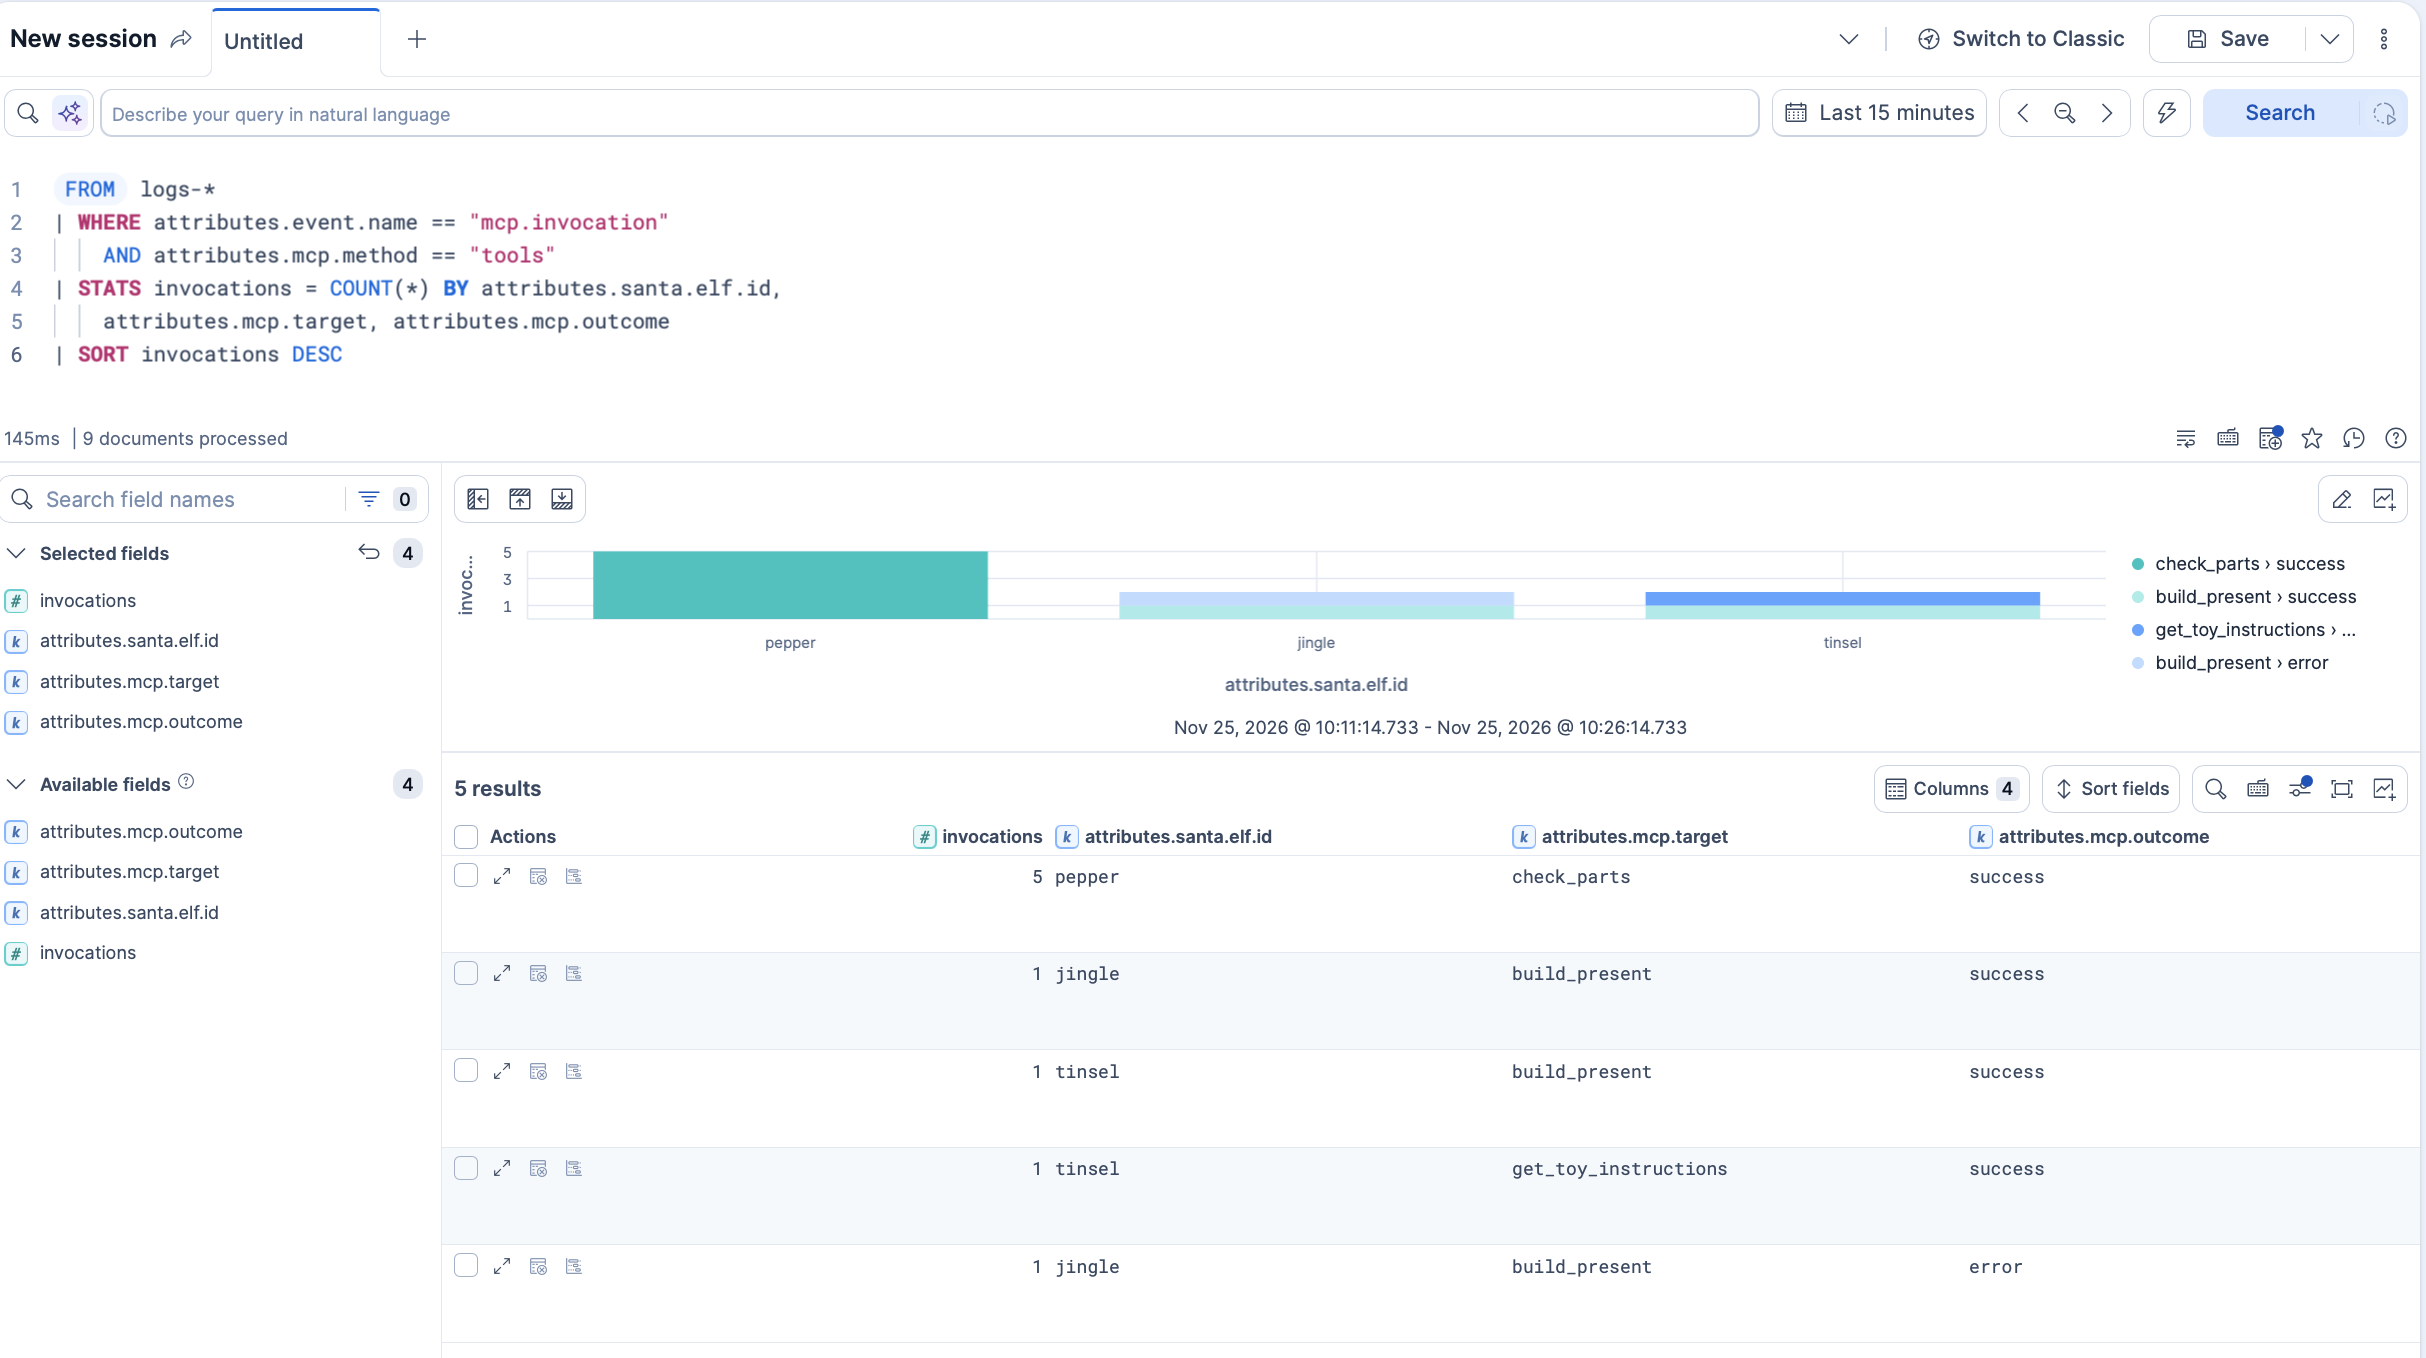 New session
Untitled
Switch to Classic
Save
Describe your query in natural language
Last 15 minutes
Search
1 FROM logs-*
2 | WHERE attributes.event.name == "mcp.invocation"
3 AND attributes.mcp.method == "tools"
4 | STATS invocations = COUNT(*) BY attributes.santa.elf.id,
5 attributes.mcp.target, attributes.mcp.outcome
6 | SORT invocations DESC
145ms | 9 documents processed
Search field names
0
Selected fields
4
# invocations
k attributes.santa.elf.id
k attributes.mcp.target
k attributes.mcp.outcome
Available fields
4
k attributes.mcp.outcome
k attributes.mcp.target
k attributes.santa.elf.id
# invocations
invoc...
5
3
1
pepper
jingle
tinsel
attributes.santa.elf.id
Nov 25, 2026 @ 10:11:14.733 - Nov 25, 2026 @ 10:26:14.733
check_parts › success
build_present › success
get_toy_instructions › ...
build_present › error
5 results
Columns 4
Sort fields
Actions # invocations k attributes.santa.elf.id k attributes.mcp.target k attributes.mcp.outcome
5 pepper check_parts success
1 jingle build_present success
1 tinsel build_present success
1 tinsel get_toy_instructions success
1 jingle build_present error